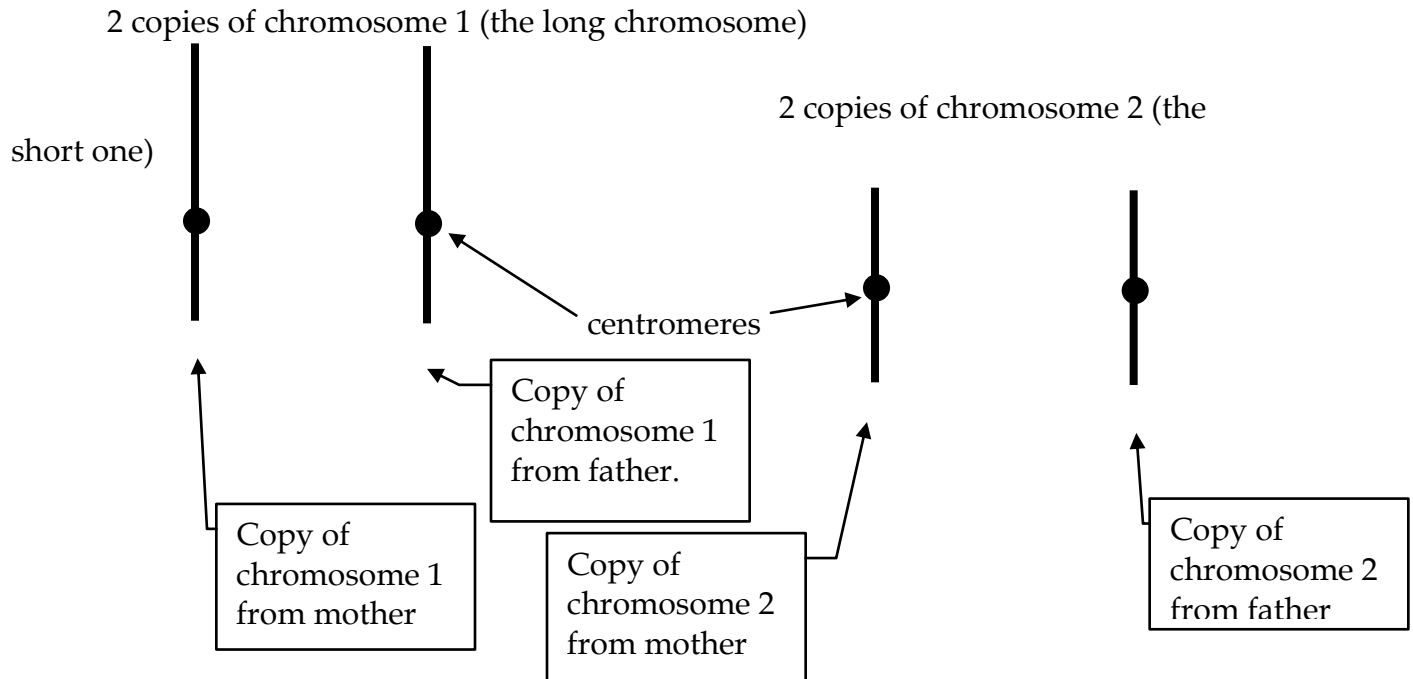 2 copies of chromosome 1 (the long chromosome)
2 copies of chromosome 2 (the
short one)
centromeres
Copy of
chromosome 1
from father.
Copy of
chromosome 1
from mother
Copy of
chromosome 2
from mother
Copy of
chromosome 2
from father